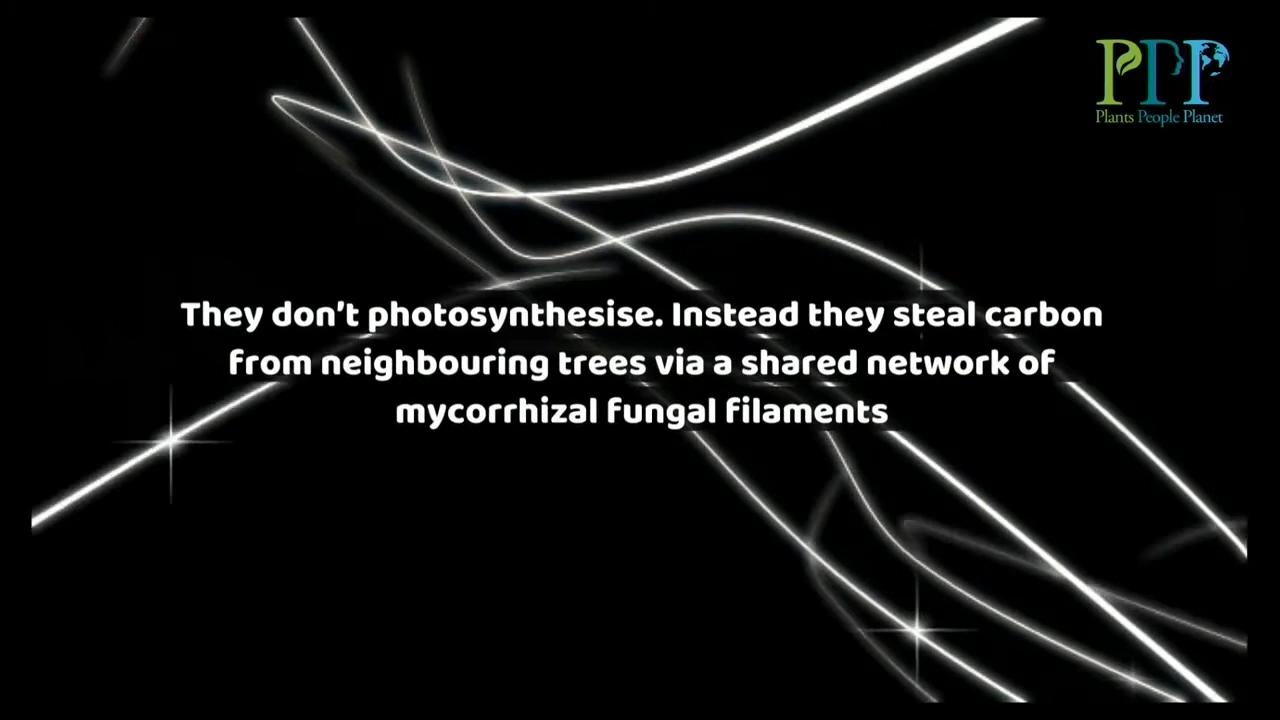 PPP
Plants People Planet
They don't photosynthesise. Instead they steal carbon
from neighbouring trees via a shared network of
mycorrhizal fungal filaments